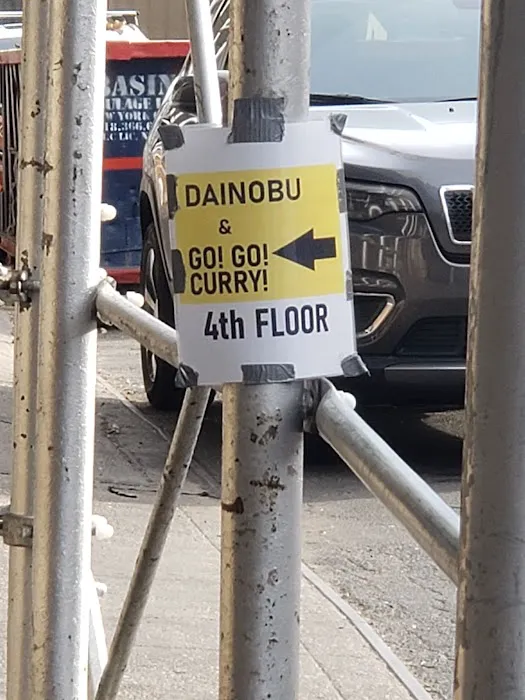 BASIN
DAINOBU
&
GO! GO!
CURRY!
4th FLOOR